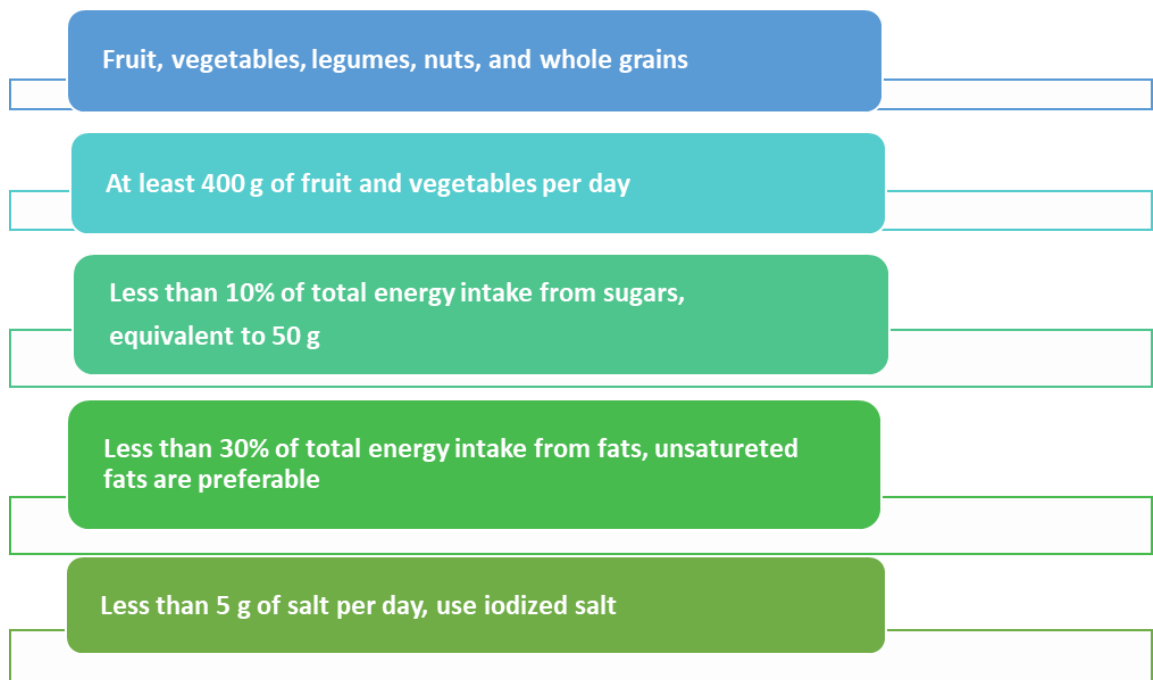 Fruit, vegetables, legumes, nuts, and whole grains
At least 400 g of fruit and vegetables per day
Less than 10% of total energy intake from sugars,
equivalent to 50 g
Less than 30% of total energy intake from fats, unsatureted
fats are preferable
Less than 5 g of salt per day, use iodized salt